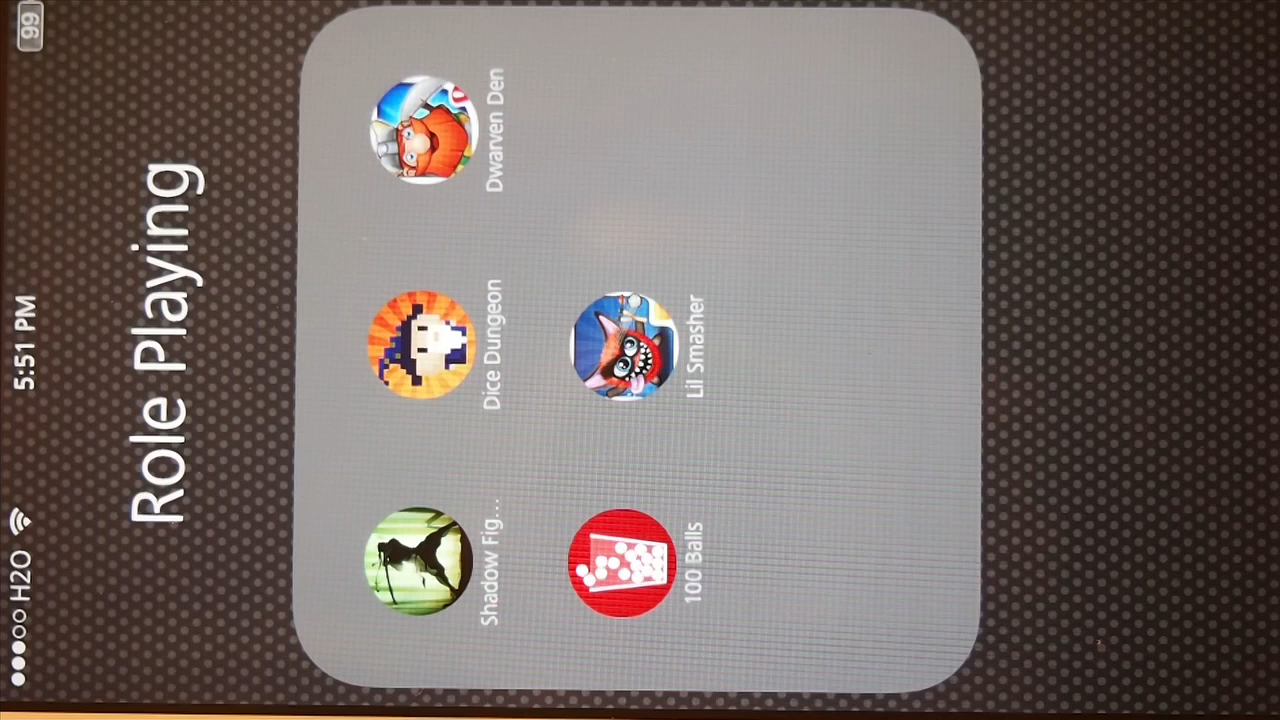 ●●●○○ H2O 5:51 PM 99
Role Playing
Shadow Fig... Dice Dungeon Dwarven Den
100 Balls Lil Smasher